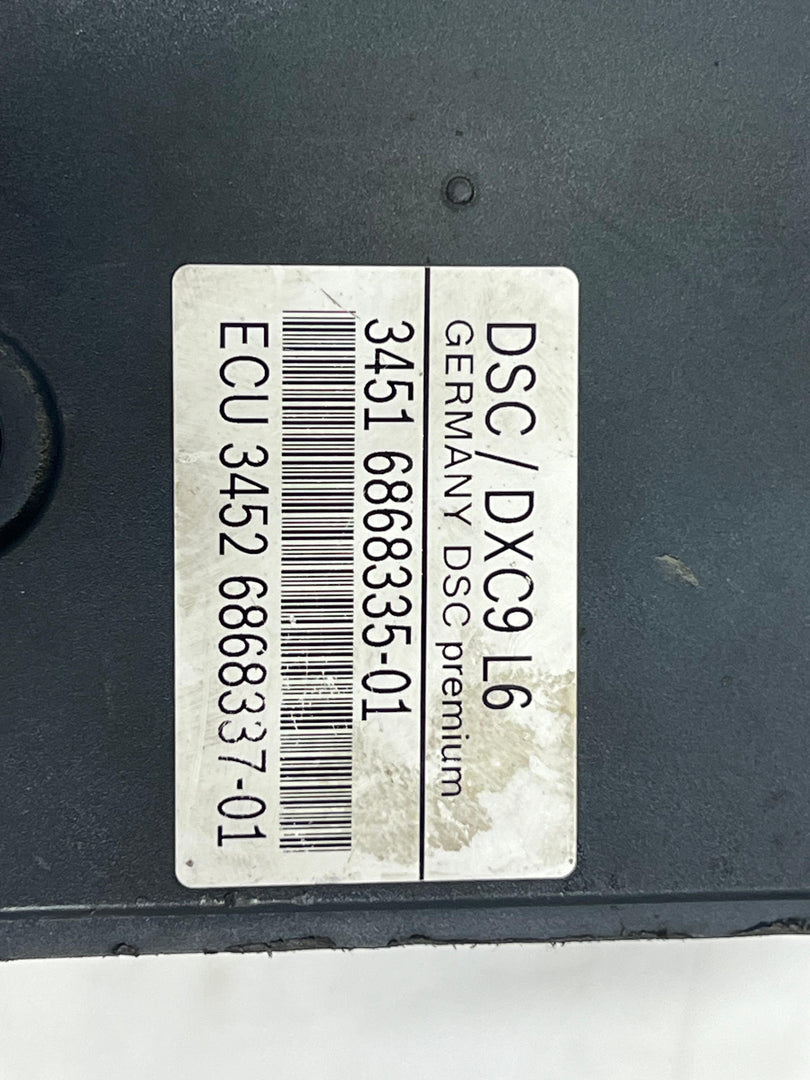 DSC / DXC9 L6
GERMANY DSC premium
3451 6868335-01
ECU 3452 6868337-01